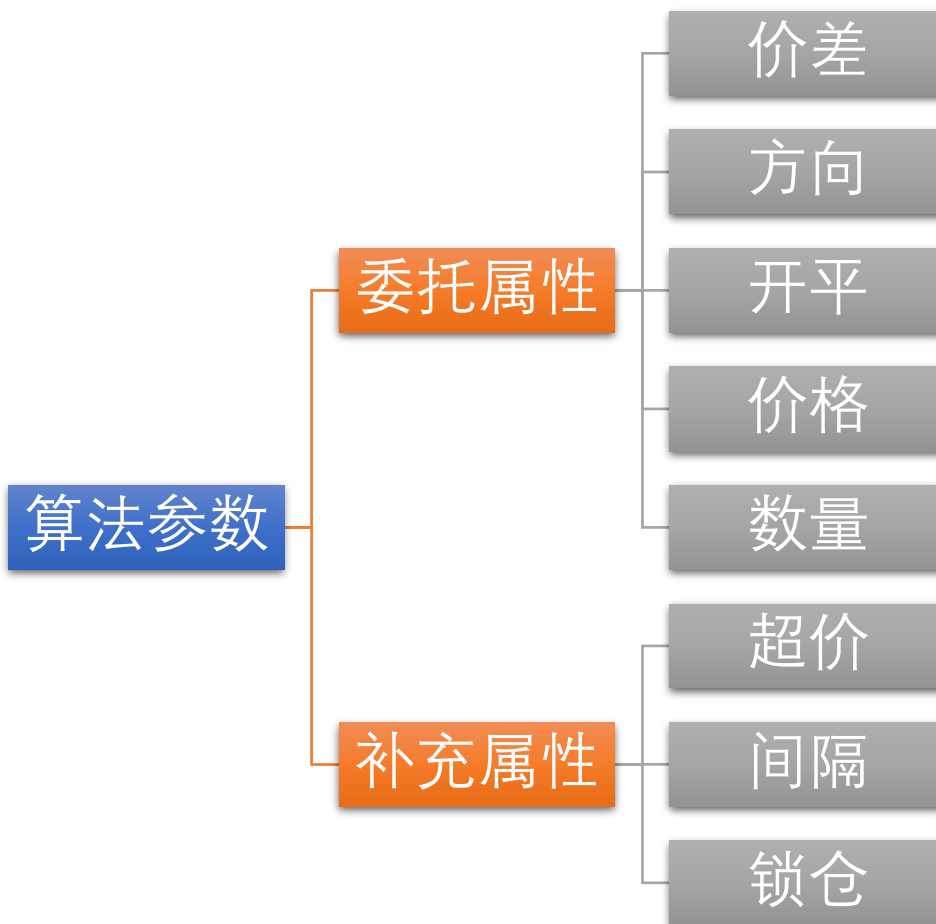 算法参数
委托属性
价差
方向
开平
价格
数量
补充属性
超价
间隔
锁仓